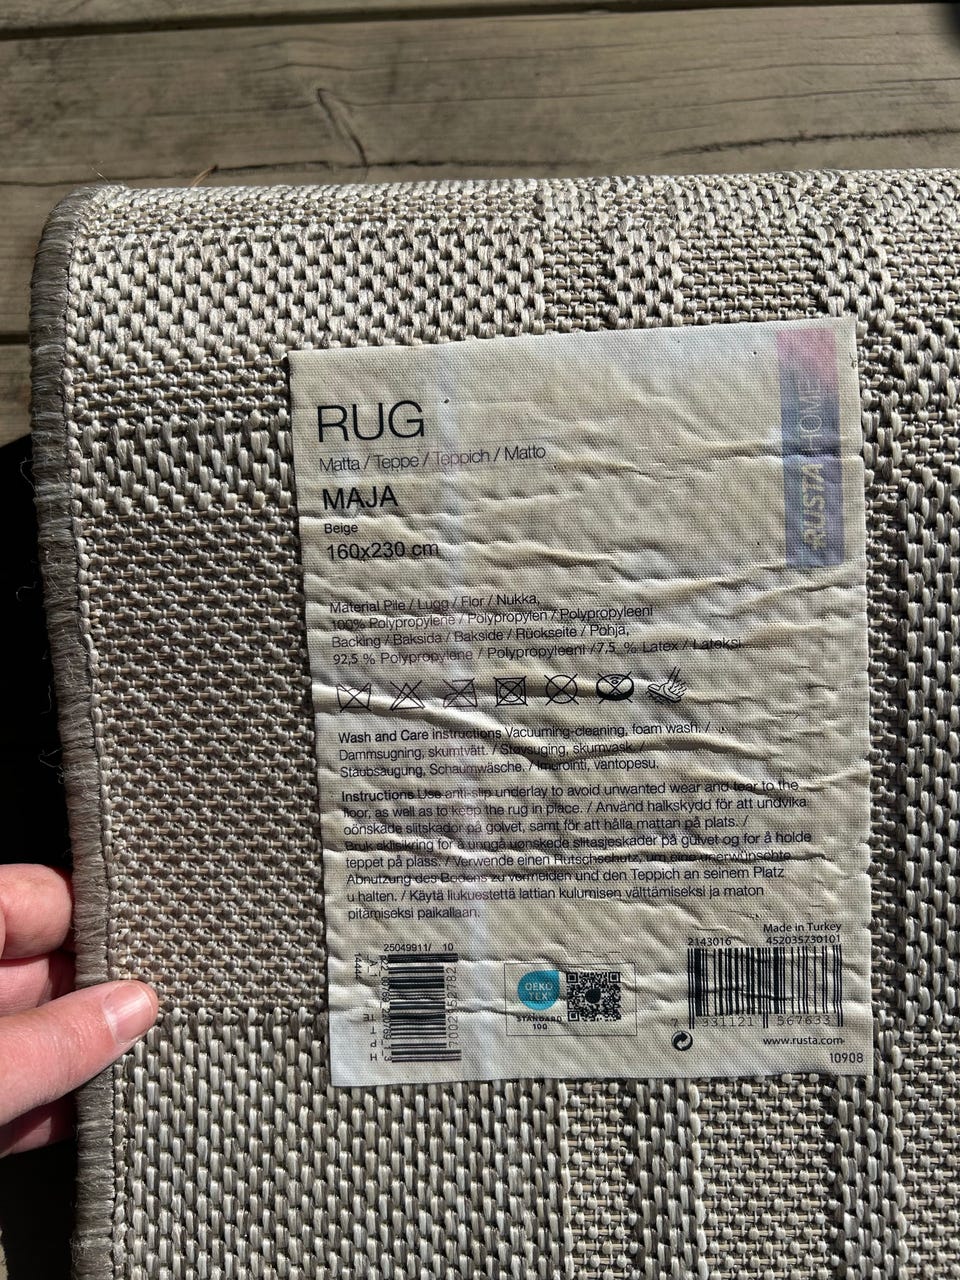 RUG
Matta / Teppe / Teppich / Matto
MAJA
Beige
160x230 cm
RUSTA HOME
Material Pile / Lugg / Flor / Nukka,
100% Polypropylene / Polypropylen / Polypropyleeni
Backing / Baksida / Bakside / Rückseite / Pohja,
92,5 % Polypropylene / Polypropyleeni /7,5 % Latex / Lateksi
Wash and Care Instructions Vacuuming-cleaning, foam wash. /
Dammsugning, skumtvätt. / Støvsuging, skumvask. /
Staubsaugung, Schaumwäsche, / Imurointi, vantopesu.
Instructions Use anti-slip underlay to avoid unwanted wear and tear to the
floor, as well as to keep the rug in place. / Använd halkskydd för att undvika
oönskade slitskador på golvet, samt för att hålla mattan på plats. /
Bruk sklisikring for å unngå uønskede slitasjeskader på gulvet og for å holde
teppet på plass. / Verwende einen Rutschschutz, um eine unerwünschte
Abnutzung des Bodens zu vermeiden und den Teppich an seinem Platz
u halten. / Käytä liukuestettä lattian kulumisen välttämiseksi ja maton
pitämiseksi paikallaan.
Made in Turkey
25049911/ 10
2143016 452035730101
OEKO
TEX
STANDARD
100
7 331121 567633
www.rusta.com
10908